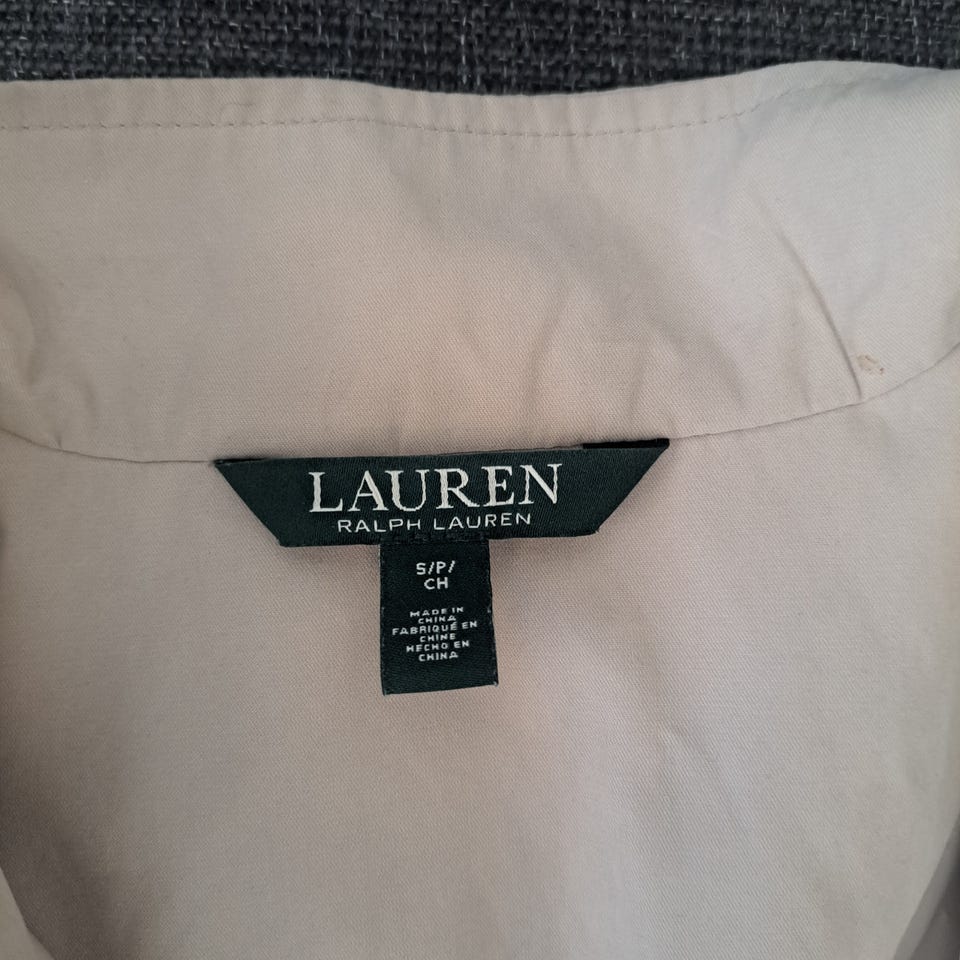 LAUREN
RALPH LAUREN
S/P/
CH
MADE IN
CHINA
FABRIQUÉ EN
CHINE
HECHO EN
CHINA